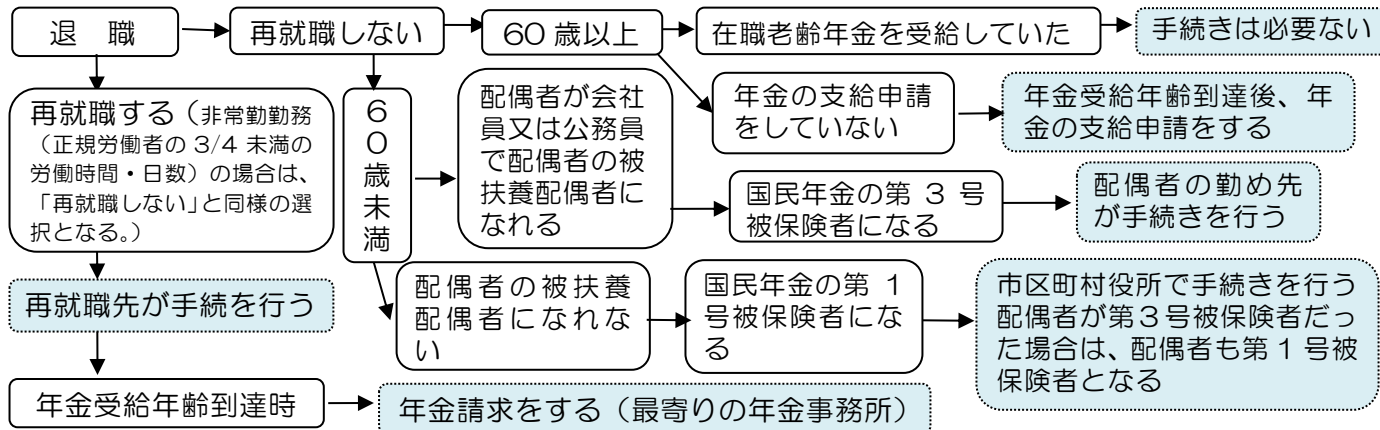 退　職
再就職しない
60 歳以上
在職老齢年金を受給していた
手続きは必要ない
再就職する（非常勤勤務
（正規労働者の 3/4 未満の
労働時間・日数）の場合は、
「再就職しない」と同様の選
択となる。）
60歳未満
配偶者が会社
員又は公務員
で配偶者の被
扶養配偶者に
なれる
年金の支給申請
をしていない
年金受給年齢到達後、年
金の支給申請をする
国民年金の第 3 号
被保険者になる
配偶者の勤め先
が手続きを行う
再就職先が手続を行う
配偶者の被扶養
配偶者になれな
い
国民年金の第 1
号被保険者にな
る
市区町村役所で手続きを行う
配偶者が第３号被保険者だっ
た場合は、配偶者も第 1 号被
保険者となる
年金受給年齢到達時
年金請求をする（最寄りの年金事務所）